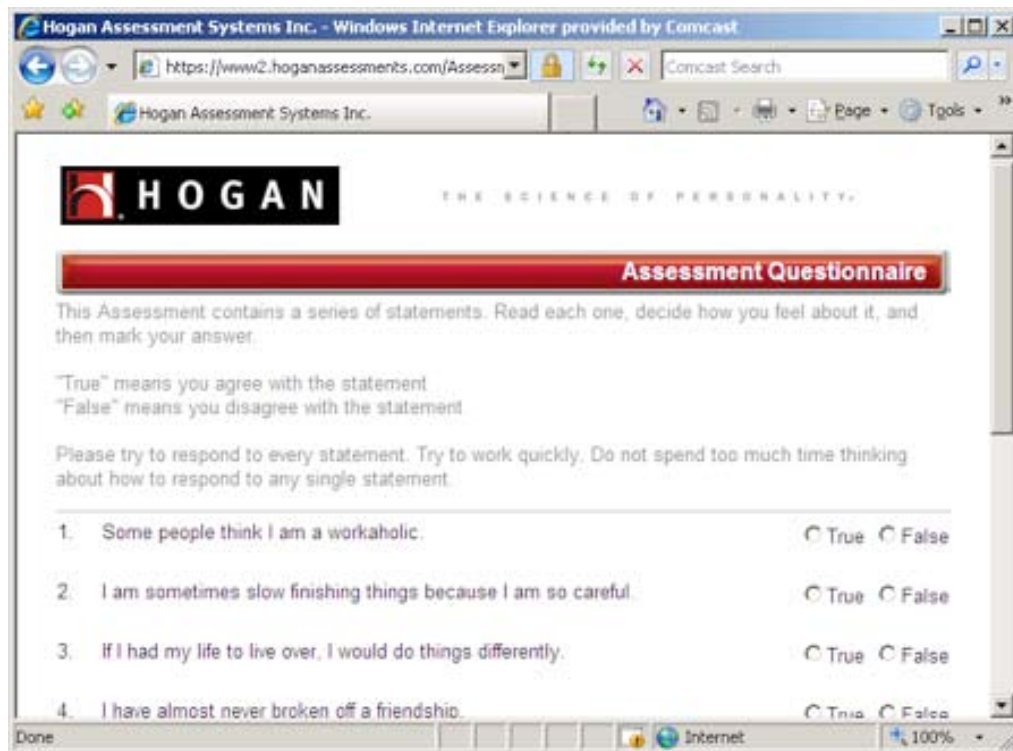 Hogan Assessment Systems Inc. - Windows Internet Explorer provided by Comcast
https://www2.hoganassessments.com/Assessn
Comcast Search
Hogan Assessment Systems Inc.
Page
Tools
HOGAN
THE SCIENCE OF PERSONALITY.
Assessment Questionnaire
This Assessment contains a series of statements. Read each one, decide how you feel about it, and
then mark your answer.
"True" means you agree with the statement
"False" means you disagree with the statement
Please try to respond to every statement. Try to work quickly. Do not spend too much time thinking
about how to respond to any single statement.
1. Some people think I am a workaholic. True False
2. I am sometimes slow finishing things because I am so careful. True False
3. If I had my life to live over, I would do things differently. True False
4. I have almost never broken off a friendship. True False
Done Internet 100%